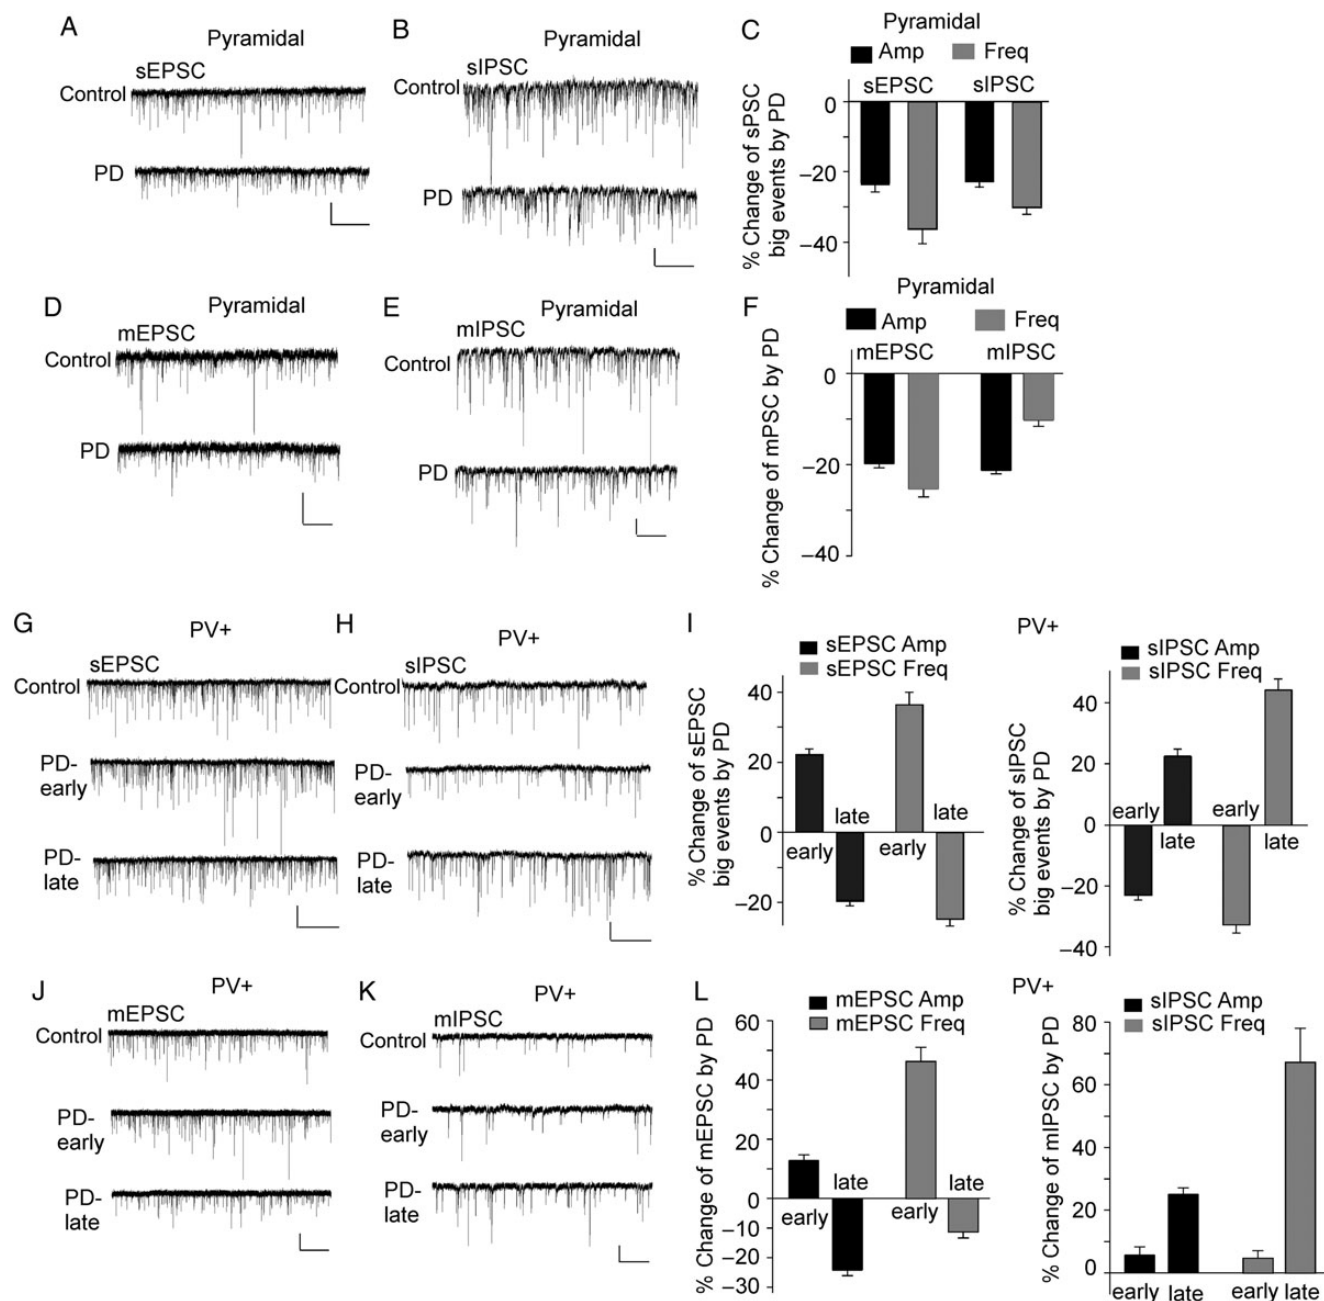 A
Pyramidal
sEPSC
Control
PD
B
Pyramidal
sIPSC
Control
PD
C
Pyramidal
Amp Freq
sEPSC sIPSC
% Change of sPSC
big events by PD
0
–20
–40
D
Pyramidal
mEPSC
Control
PD
E
Pyramidal
mIPSC
Control
PD
F
Pyramidal
Amp Freq
mEPSC mIPSC
% Change of mPSC by PD
0
–20
–40
G
PV+
sEPSC
Control
PD-
early
PD-
late
H
PV+
sIPSC
Control
PD-
early
PD-
late
I
PV+
sEPSC Amp
sEPSC Freq
% Change of sEPSC
big events by PD
40
20
0
–20
early
late
early
late
sIPSC Amp
sIPSC Freq
% Change of sIPSC
big events by PD
40
20
0
–20
–40
early
late
early
late
J
PV+
mEPSC
Control
PD-
early
PD-
late
K
PV+
mIPSC
Control
PD-
early
PD-
late
L
PV+
mEPSC Amp
mEPSC Freq
% Change of mEPSC by PD
60
40
20
0
–10
–20
–30
early
late
early
late
sIPSC Amp
sIPSC Freq
% Change of mIPSC by PD
80
60
40
20
0
early late
early late